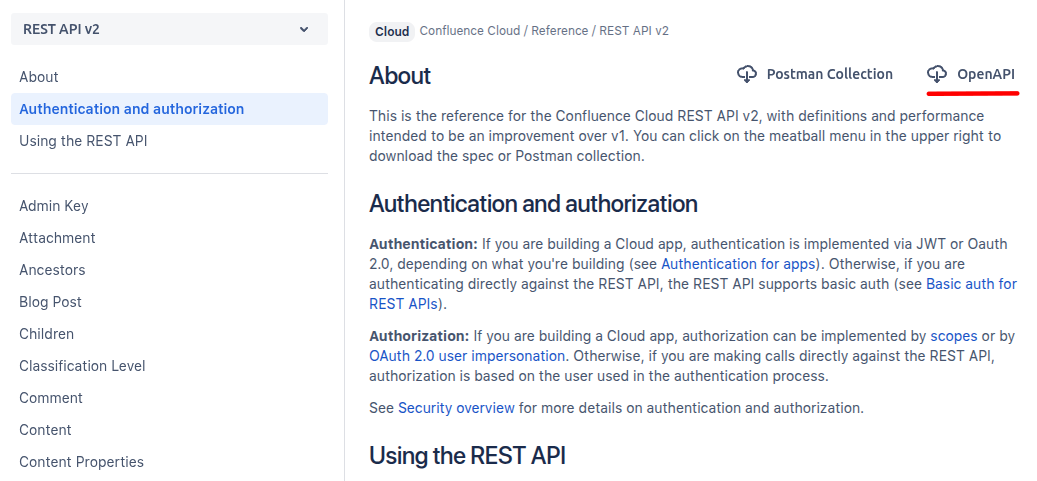 REST API v2
About
Authentication and authorization
Using the REST API
Admin Key
Attachment
Ancestors
Blog Post
Children
Classification Level
Comment
Content
Content Properties
Cloud Confluence Cloud / Reference / REST API v2
About
Postman Collection
OpenAPI
This is the reference for the Confluence Cloud REST API v2, with definitions and performance
intended to be an improvement over v1. You can click on the meatball menu in the upper right to
download the spec or Postman collection.
Authentication and authorization
Authentication: If you are building a Cloud app, authentication is implemented via JWT or Oauth
2.0, depending on what you're building (see Authentication for apps). Otherwise, if you are
authenticating directly against the REST API, the REST API supports basic auth (see Basic auth for
REST APIs).
Authorization: If you are building a Cloud app, authorization can be implemented by scopes or by
OAuth 2.0 user impersonation. Otherwise, if you are making calls directly against the REST API,
authorization is based on the user used in the authentication process.
See Security overview for more details on authentication and authorization.
Using the REST API